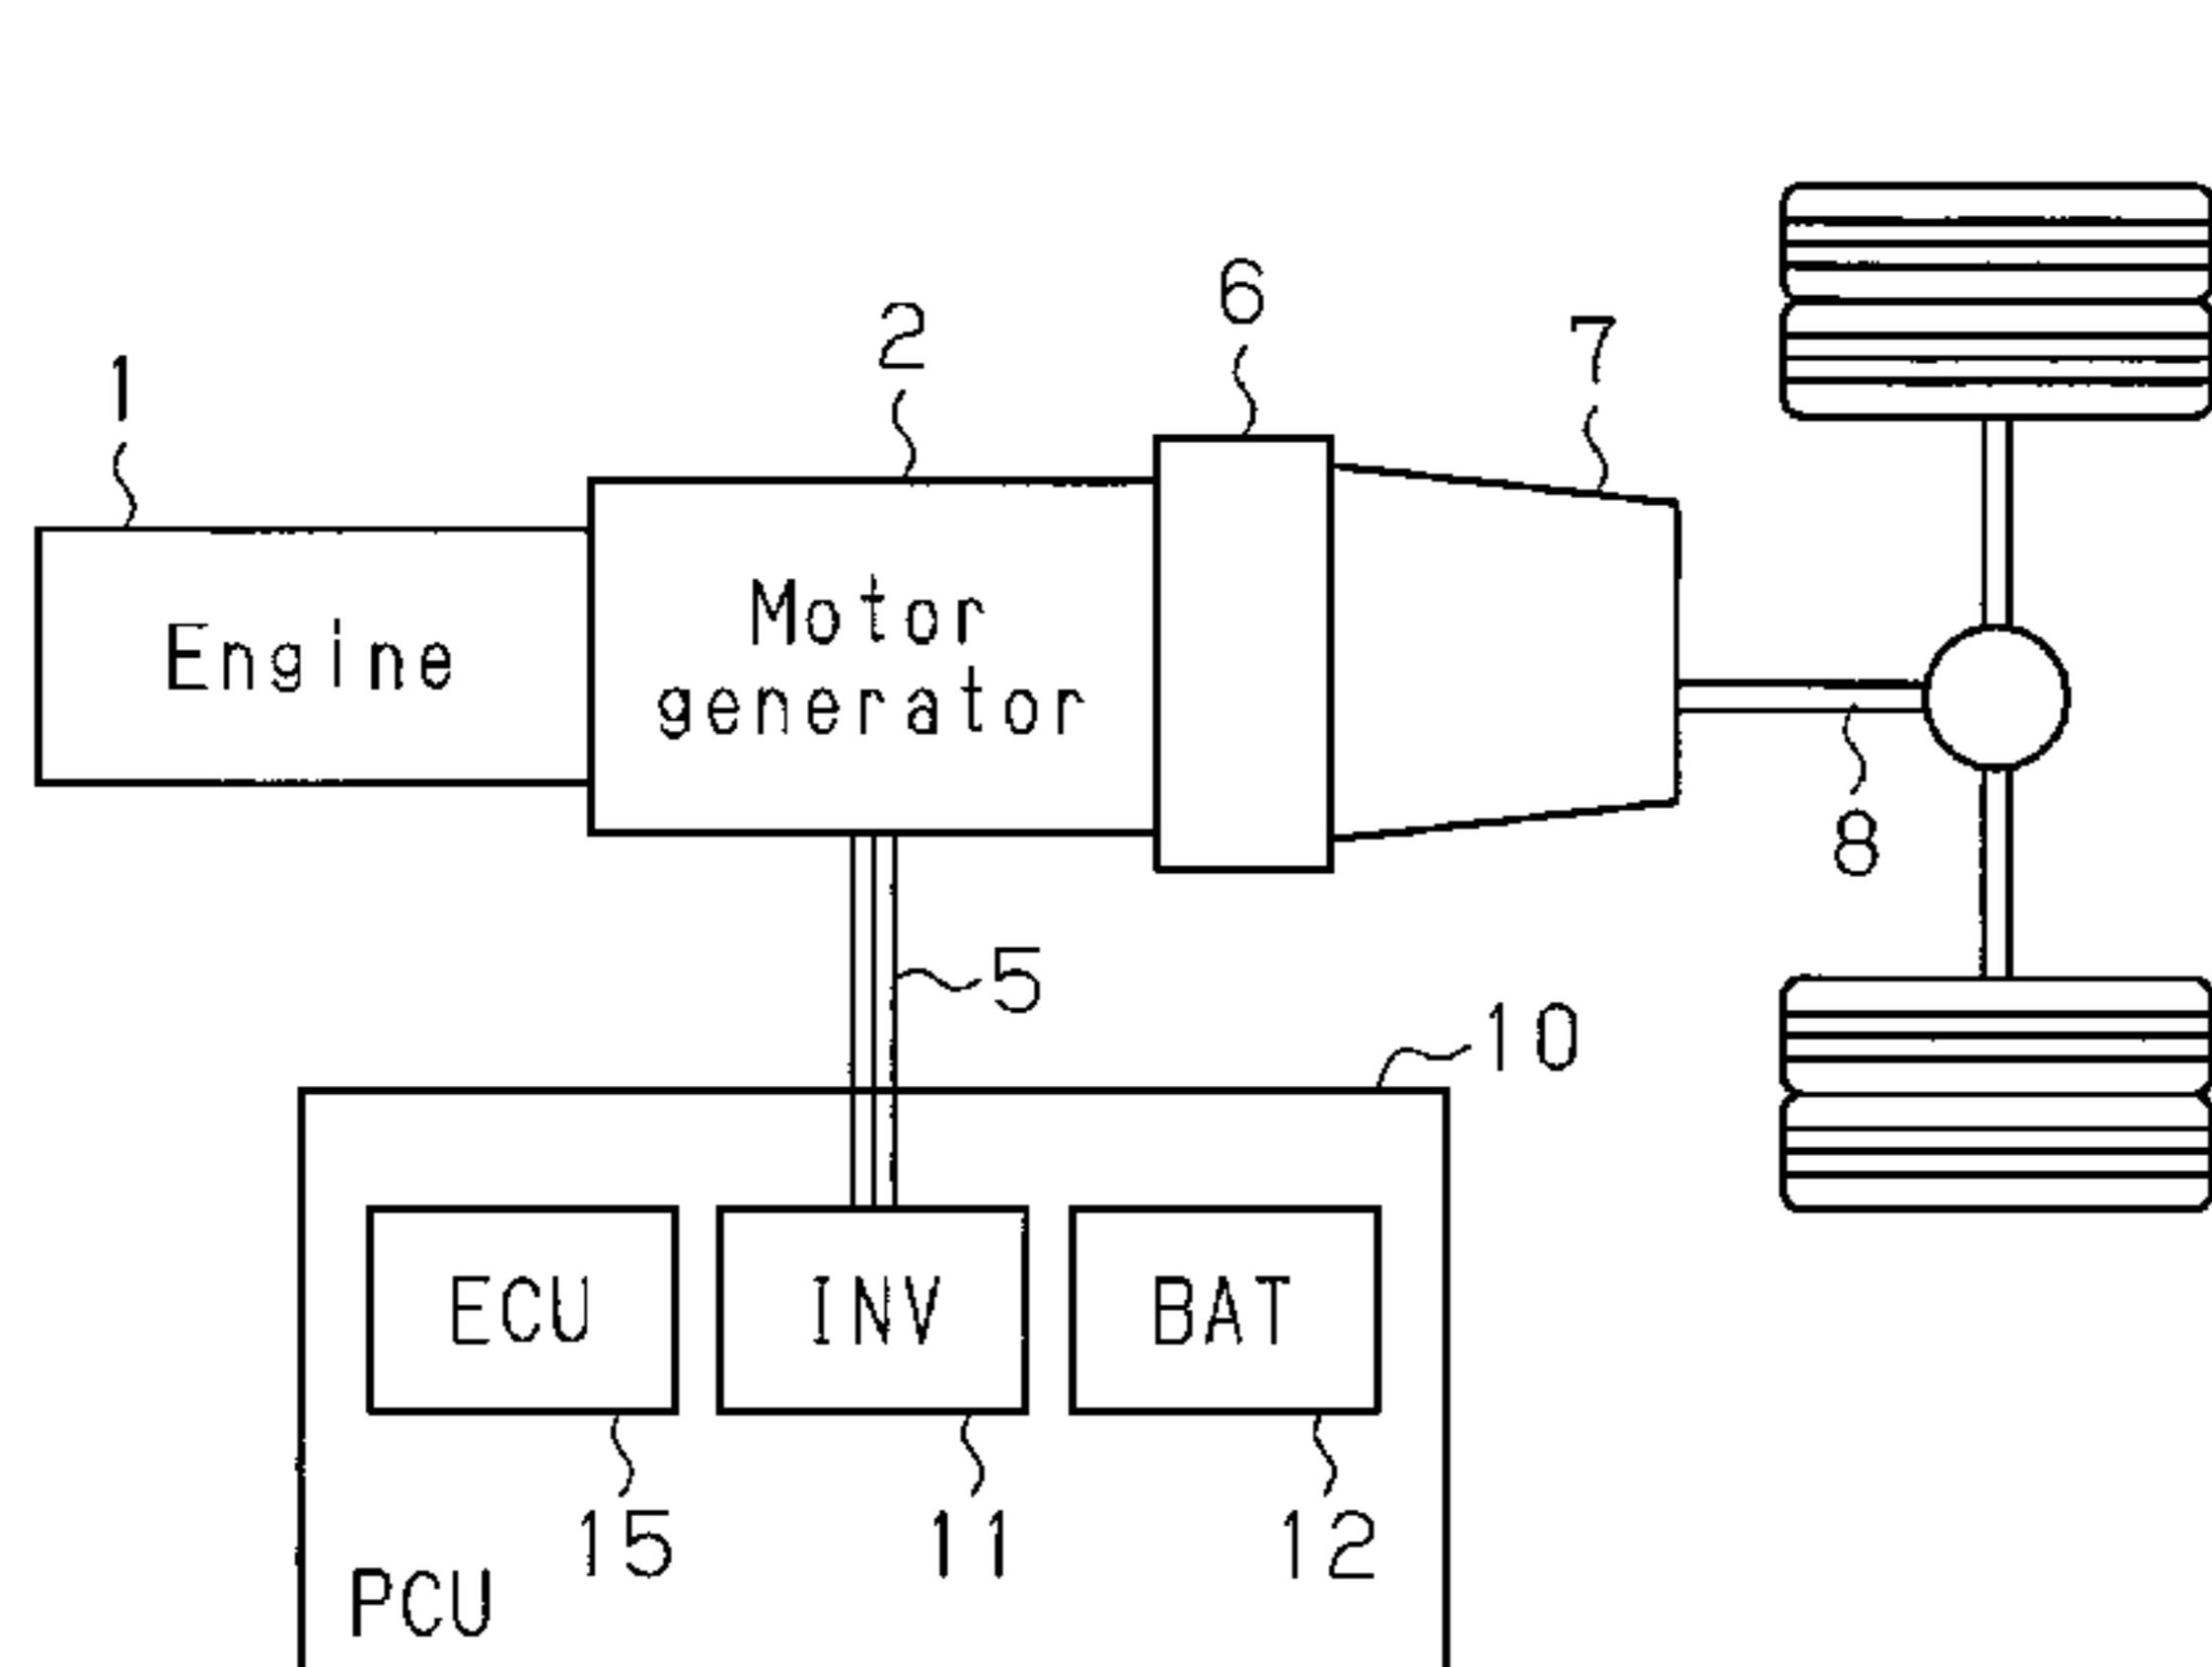 6
2
7
1
Motor
generator
Engine
8
5
10
ECU
INV
BAT
15
11
12
PCU